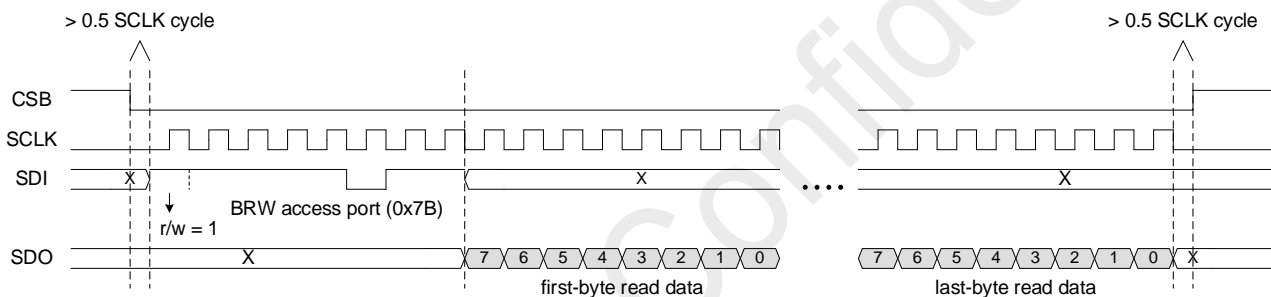 > 0.5 SCLK cycle > 0.5 SCLK cycle
CSB
SCLK
SDI X X X
BRW access port (0x7B)
r/w = 1
SDO X 7 6 5 4 3 2 1 0 7 6 5 4 3 2 1 0 X
first-byte read data last-byte read data
Confidential